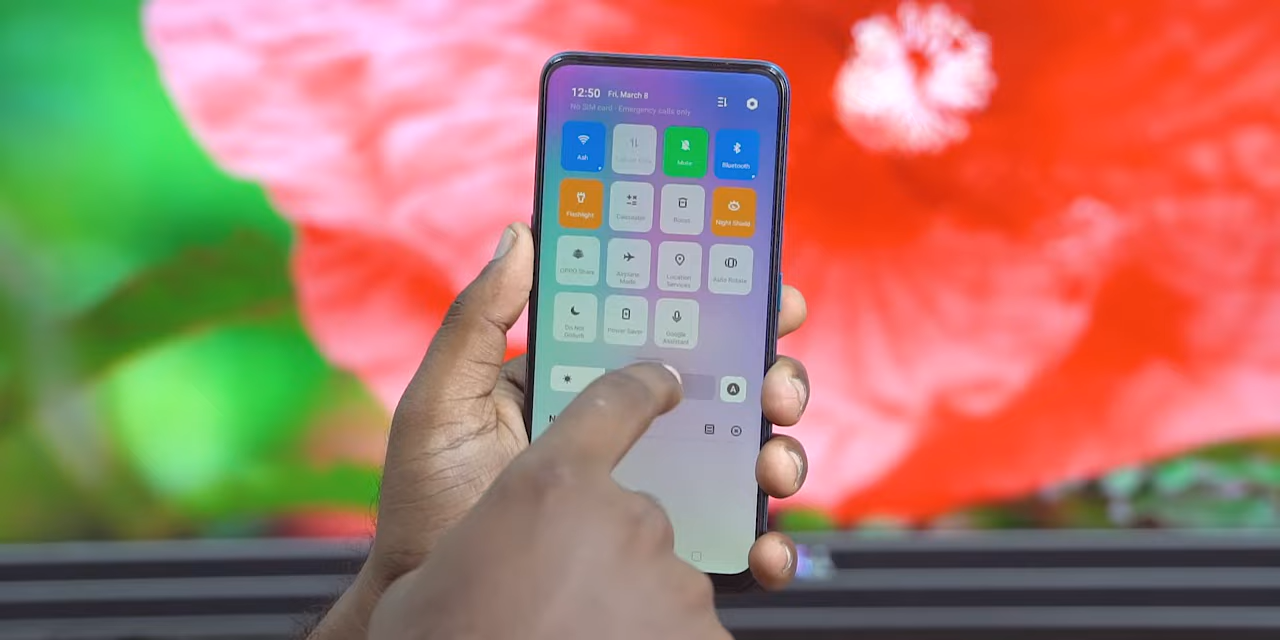 12:50 Fri, March 8
No SIM card · Emergency calls only
Ash
Mute
Bluetooth
Flashlight
Calculator
Night Shield
OPPO Share
Airplane Mode
Location Services
Auto Rotate
Do Not Disturb
Power Saver
Google Assistant
A